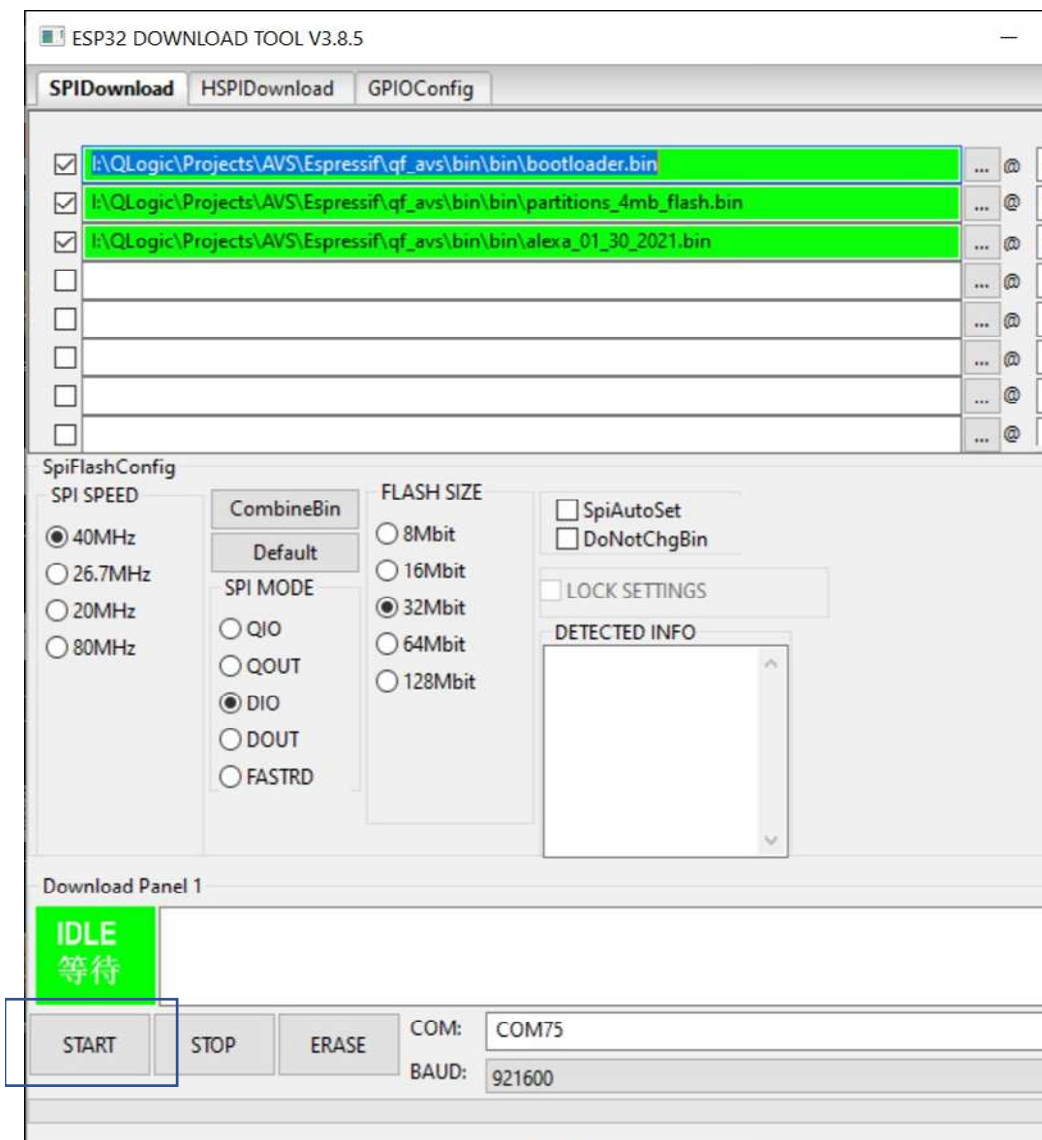 ESP32 DOWNLOAD TOOL V3.8.5
SPIDownload HSPIDownload GPIOConfig
I:\QLogic\Projects\AVS\Espressif\qf_avs\bin\bin\bootloader.bin ... @
I:\QLogic\Projects\AVS\Espressif\qf_avs\bin\bin\partitions_4mb_flash.bin ... @
I:\QLogic\Projects\AVS\Espressif\qf_avs\bin\bin\alexa_01_30_2021.bin ... @
... @
... @
... @
... @
... @
SpiFlashConfig
SPI SPEED
40MHz
26.7MHz
20MHz
80MHz
CombineBin
Default
SPI MODE
QIO
QOUT
DIO
DOUT
FASTRD
FLASH SIZE
8Mbit
16Mbit
32Mbit
64Mbit
128Mbit
SpiAutoSet
DoNotChgBin
LOCK SETTINGS
DETECTED INFO
Download Panel 1
IDLE
等待
START STOP ERASE
COM: COM75
BAUD: 921600